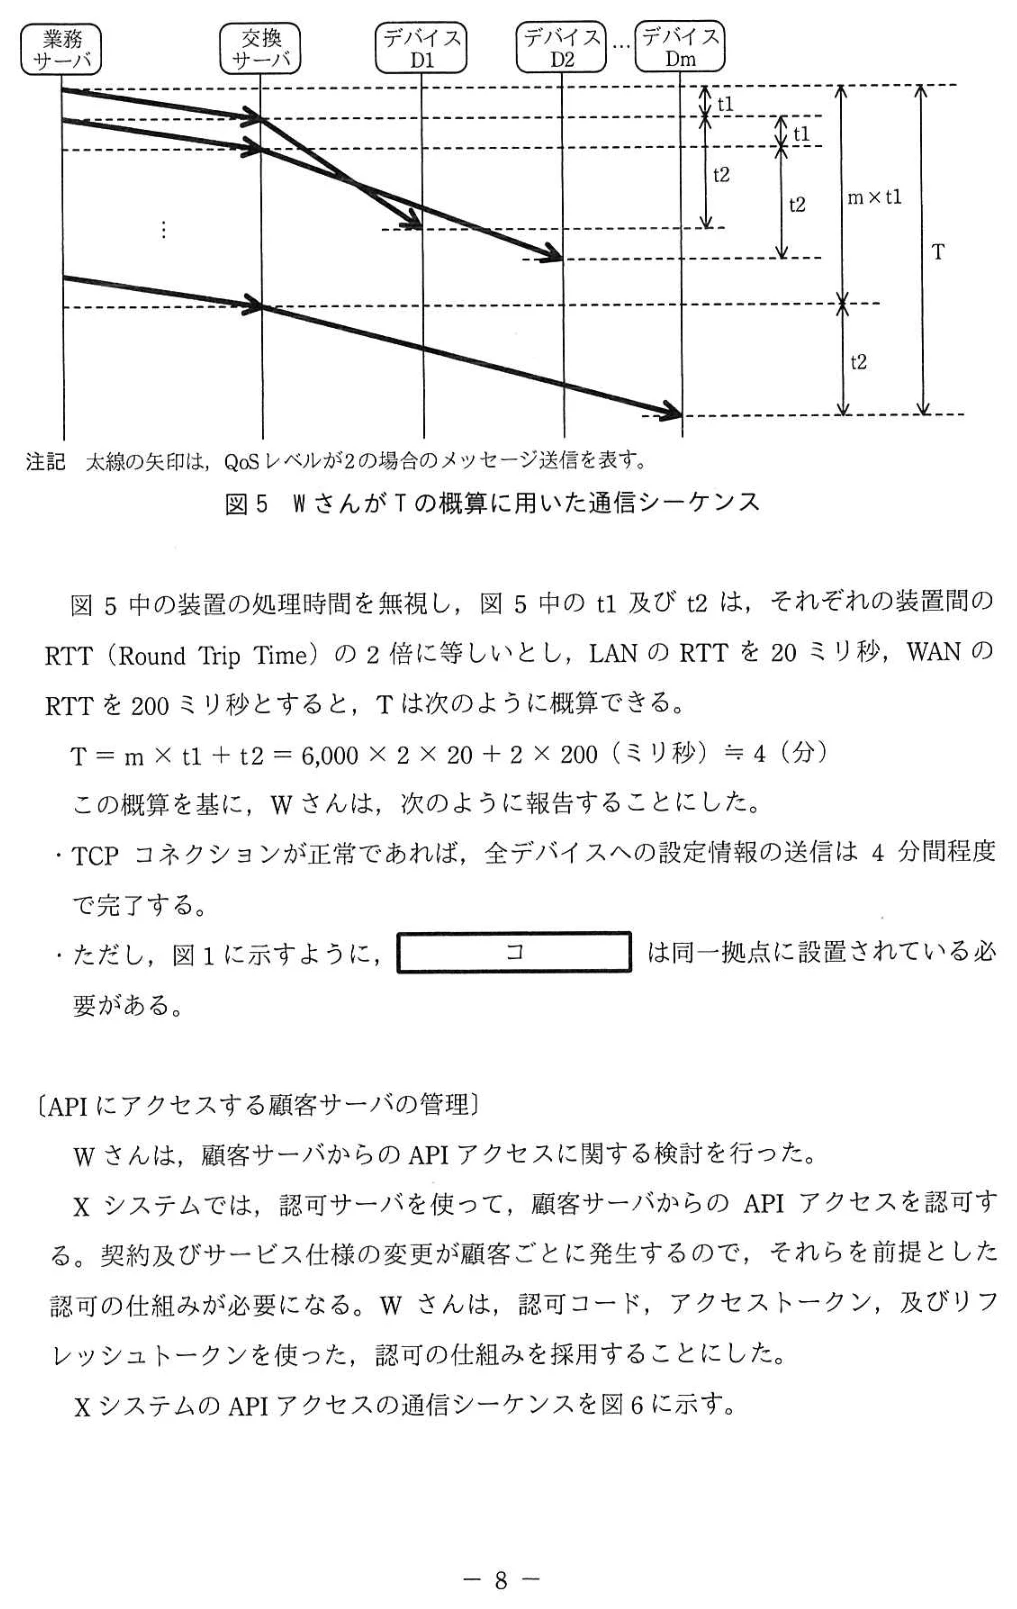 業務
サーバ
交換
サーバ
デバイス
D1
デバイス
D2
…
デバイス
Dm
t1
t1
t2
t2
m×t1
T
⋮
t2
注記　太線の矢印は，QoSレベルが2の場合のメッセージ送信を表す。
図5　WさんがTの概算に用いた通信シーケンス
図5中の装置の処理時間を無視し，図5中のt1及びt2は，それぞれの装置間の
RTT（Round Trip Time）の2倍に等しいとし，LANのRTTを20ミリ秒，WANの
RTTを200ミリ秒とすると，Tは次のように概算できる。
T = m × t1 + t2 = 6,000 × 2 × 20 + 2 × 200（ミリ秒）≒ 4（分）
この概算を基に，Wさんは，次のように報告することにした。
・TCPコネクションが正常であれば，全デバイスへの設定情報の送信は4分間程度
で完了する。
・ただし，図1に示すように，コは同一拠点に設置されている必
要がある。
〔APIにアクセスする顧客サーバの管理〕
Wさんは，顧客サーバからのAPIアクセスに関する検討を行った。
Xシステムでは，認可サーバを使って，顧客サーバからのAPIアクセスを認可す
る。契約及びサービス仕様の変更が顧客ごとに発生するので，それらを前提とした
認可の仕組みが必要になる。Wさんは，認可コード，アクセストークン，及びリフ
レッシュトークンを使った，認可の仕組みを採用することにした。
XシステムのAPIアクセスの通信シーケンスを図6に示す。
－ 8 －